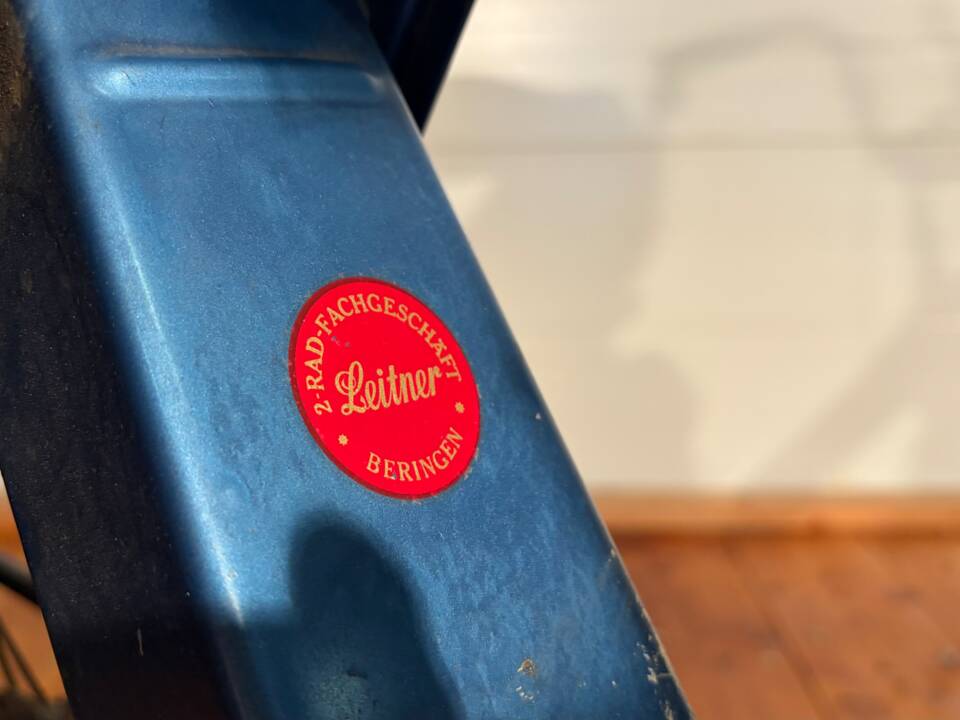 2-RAD-FACHGESCHÄFT
Leitner
BERINGEN